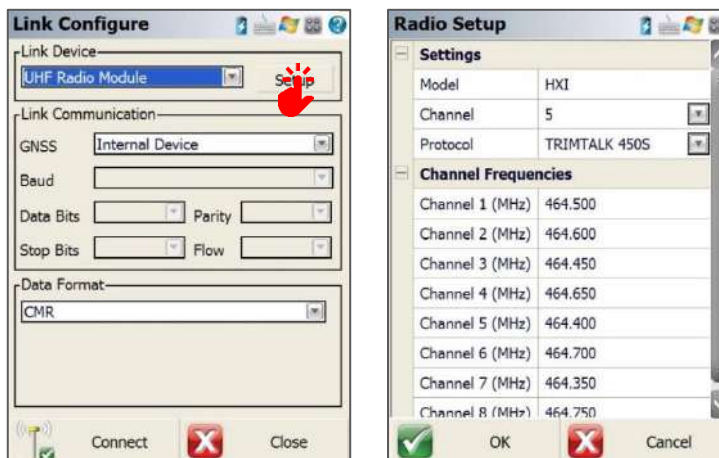 Link Configure
Link Device
UHF Radio Module
Setup
Link Communication
GNSS Internal Device
Baud
Data Bits Parity
Stop Bits Flow
Data Format
CMR
Connect Close
Radio Setup
Settings
Model HXI
Channel 5
Protocol TRIMTALK 450S
Channel Frequencies
Channel 1 (MHz) 464.500
Channel 2 (MHz) 464.600
Channel 3 (MHz) 464.450
Channel 4 (MHz) 464.650
Channel 5 (MHz) 464.400
Channel 6 (MHz) 464.700
Channel 7 (MHz) 464.350
Channel 8 (MHz) 464.750
OK Cancel